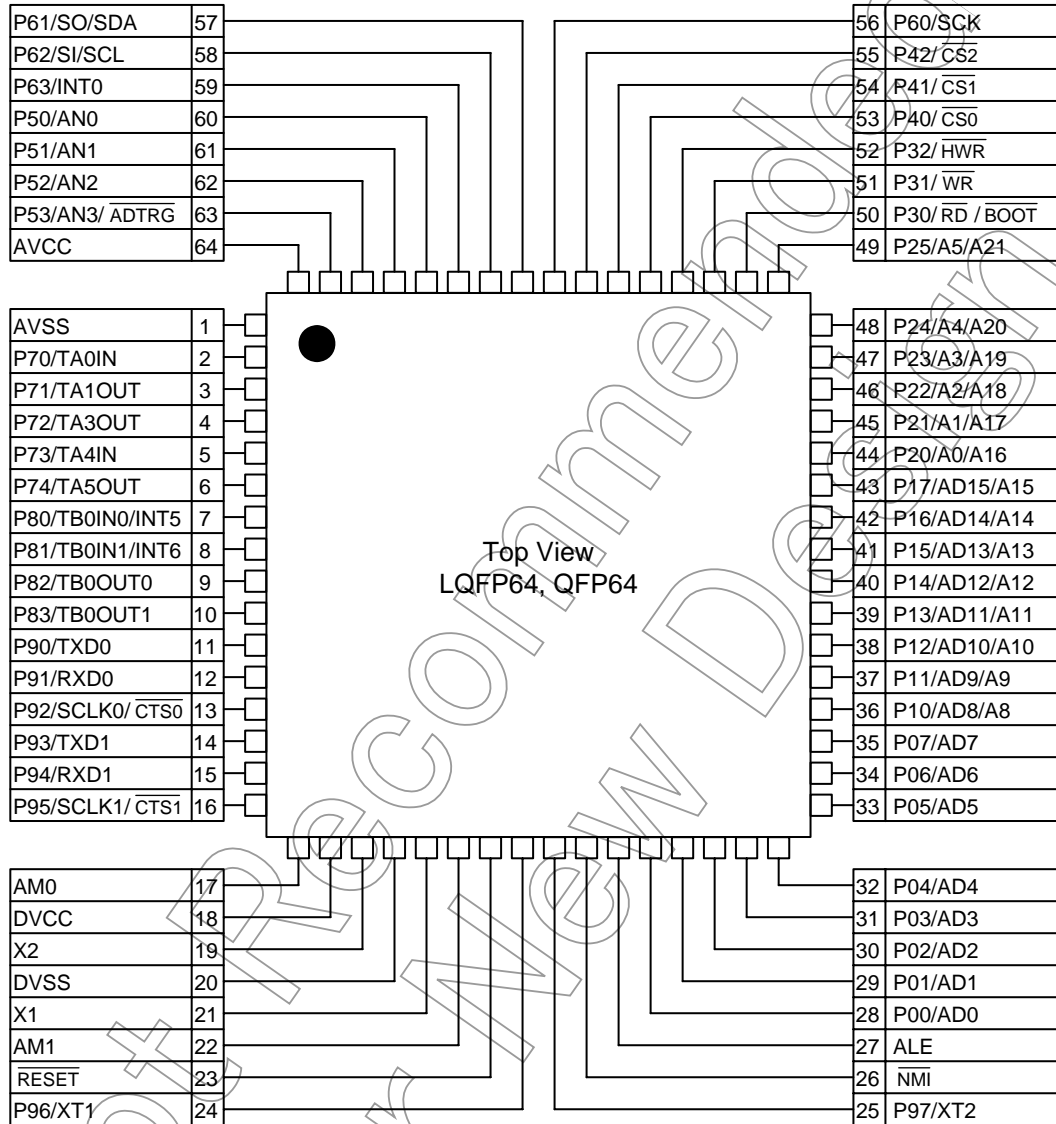 P61/SO/SDA 57
P62/SI/SCL 58
P63/INT0 59
P50/AN0 60
P51/AN1 61
P52/AN2 62
P53/AN3/ADTRG 63
AVCC 64
56 P60/SCK
55 P42/CS2
54 P41/CS1
53 P40/CS0
52 P32/HWR
51 P31/WR
50 P30/RD/BOOT
49 P25/A5/A21
AVSS 1
P70/TA0IN 2
P71/TA1OUT 3
P72/TA3OUT 4
P73/TA4IN 5
P74/TA5OUT 6
P80/TB0IN0/INT5 7
P81/TB0IN1/INT6 8
P82/TB0OUT0 9
P83/TB0OUT1 10
P90/TXD0 11
P91/RXD0 12
P92/SCLK0/CTS0 13
P93/TXD1 14
P94/RXD1 15
P95/SCLK1/CTS1 16
Top View
LQFP64, QFP64
48 P24/A4/A20
47 P23/A3/A19
46 P22/A2/A18
45 P21/A1/A17
44 P20/A0/A16
43 P17/AD15/A15
42 P16/AD14/A14
41 P15/AD13/A13
40 P14/AD12/A12
39 P13/AD11/A11
38 P12/AD10/A10
37 P11/AD9/A9
36 P10/AD8/A8
35 P07/AD7
34 P06/AD6
33 P05/AD5
AM0 17
DVCC 18
X2 19
DVSS 20
X1 21
AM1 22
RESET 23
P96/XT1 24
32 P04/AD4
31 P03/AD3
30 P02/AD2
29 P01/AD1
28 P00/AD0
27 ALE
26 NMI
25 P97/XT2
ot Recommended
r New Design